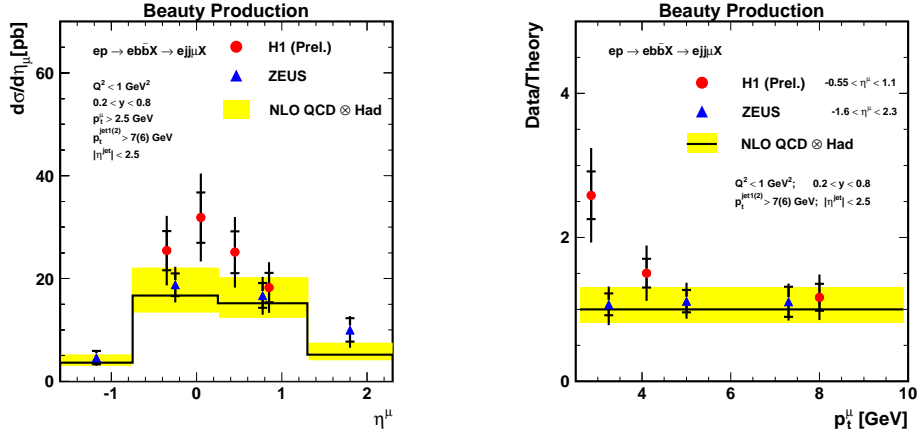 Beauty Production
dσ/dη_μ[pb]
ep → ebb̄X → ejjμX
Q² < 1 GeV²
0.2 < y < 0.8
p_t^μ > 2.5 GeV
p_t^jet1(2) > 7(6) GeV
|η^jet| < 2.5
H1 (Prel.)
ZEUS
NLO QCD ⊗ Had
80
60
40
20
0
-1 0 1 2
η^μ
Beauty Production
Data/Theory
ep → ebb̄X → ejjμX
H1 (Prel.) -0.55 < η^μ < 1.1
ZEUS -1.6 < η^μ < 2.3
NLO QCD ⊗ Had
Q² < 1 GeV²; 0.2 < y < 0.8
p_t^jet1(2) > 7(6) GeV; |η^jet| < 2.5
4
2
0
4 6 8 10
p_t^μ [GeV]